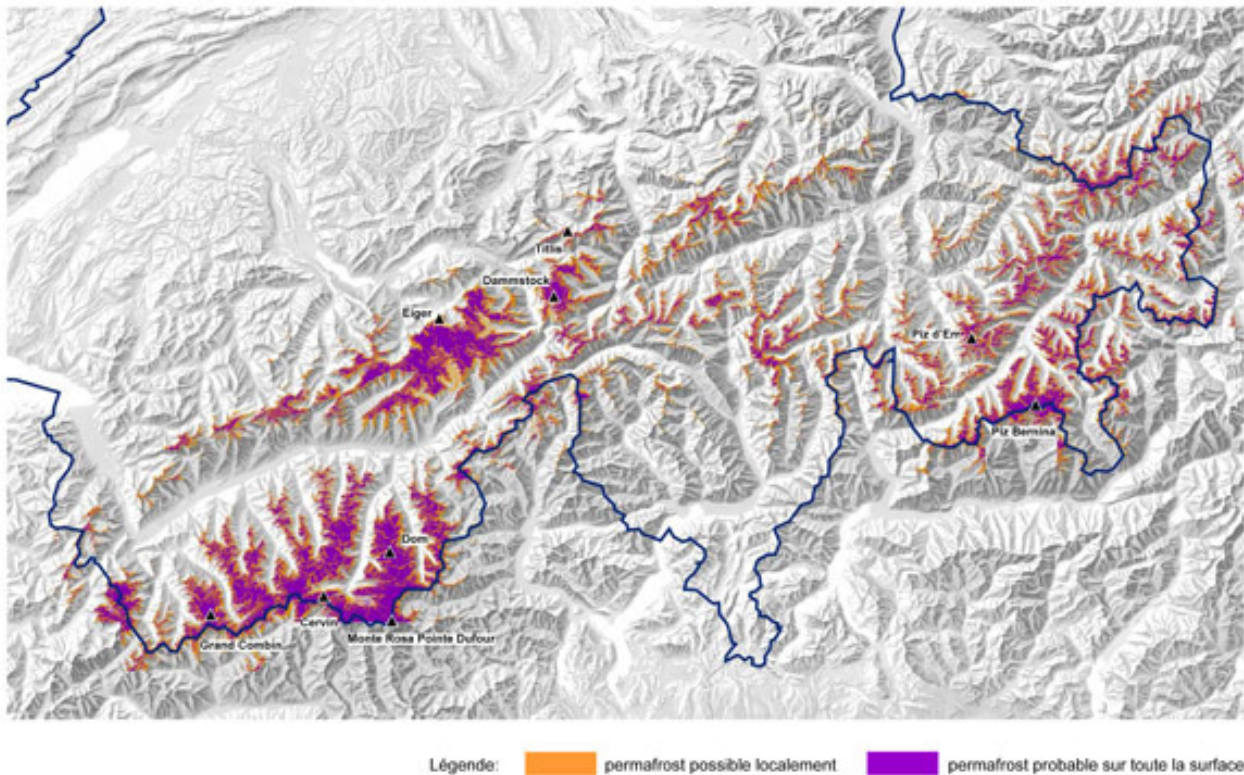 Titlis
Dammstock
Eiger
Piz d'Err
Piz Bernina
Dom
Cervin
Grand Combin
Monte Rosa Pointe Dufour
Légende: permafrost possible localement permafrost probable sur toute la surface